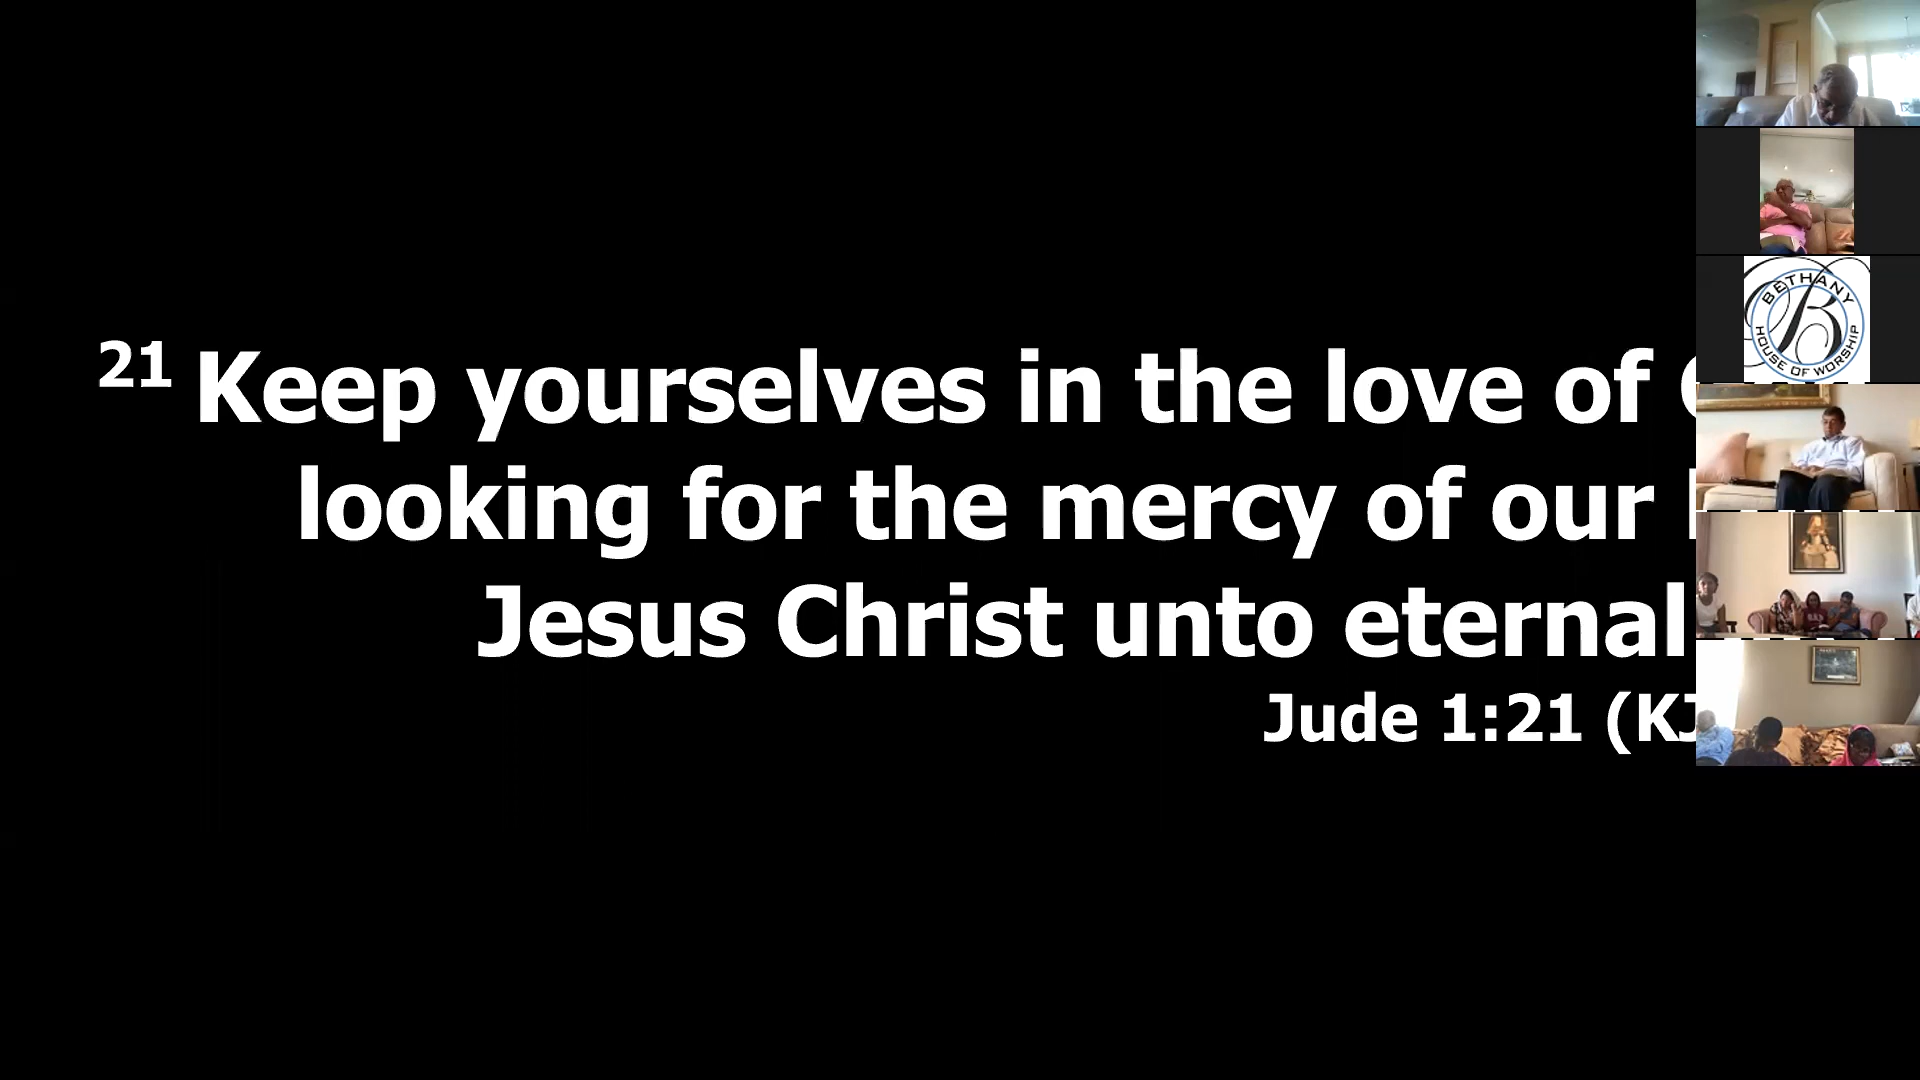 21 Keep yourselves in the love of
looking for the mercy of our
Jesus Christ unto eternal
Jude 1:21 (KJ
BETHANY
B
HOUSE OF WORSHIP